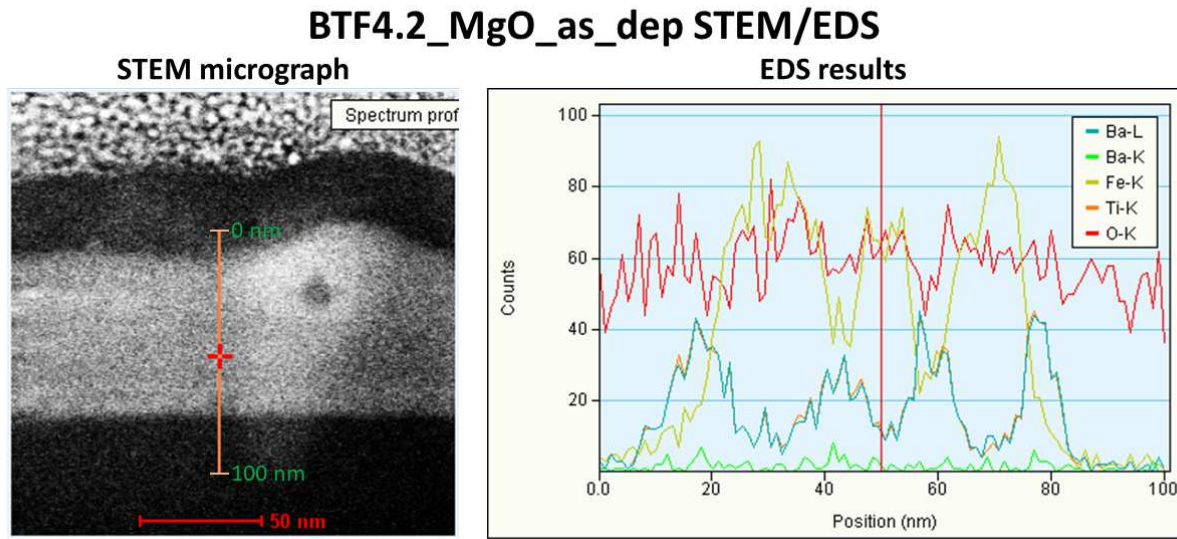 BTF4.2_MgO_as_dep STEM/EDS
STEM micrograph
EDS results
Spectrum prof
0 nm
100 nm
50 nm
100
80
60
40
20
Counts
Ba-L
Ba-K
Fe-K
Ti-K
O-K
0.0
20
40
60
80
100
Position (nm)